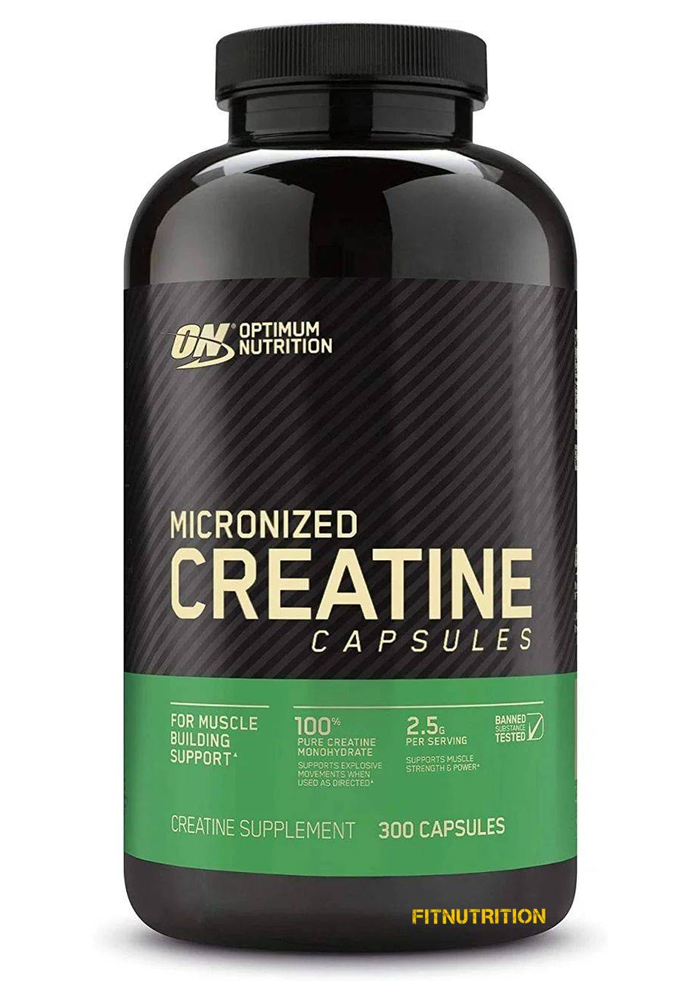 ON® OPTIMUM
NUTRITION
MICRONIZED
CREATINE
CAPSULES
FOR MUSCLE
BUILDING
SUPPORT^
100%
PURE CREATINE
MONOHYDRATE
SUPPORTS EXPLOSIVE
MOVEMENTS WHEN
USED AS DIRECTED^
2.5G
PER SERVING
SUPPORTS MUSCLE
STRENGTH & POWER^
BANNED
SUBSTANCE
TESTED
CREATINE SUPPLEMENT 300 CAPSULES
FITNUTRITION